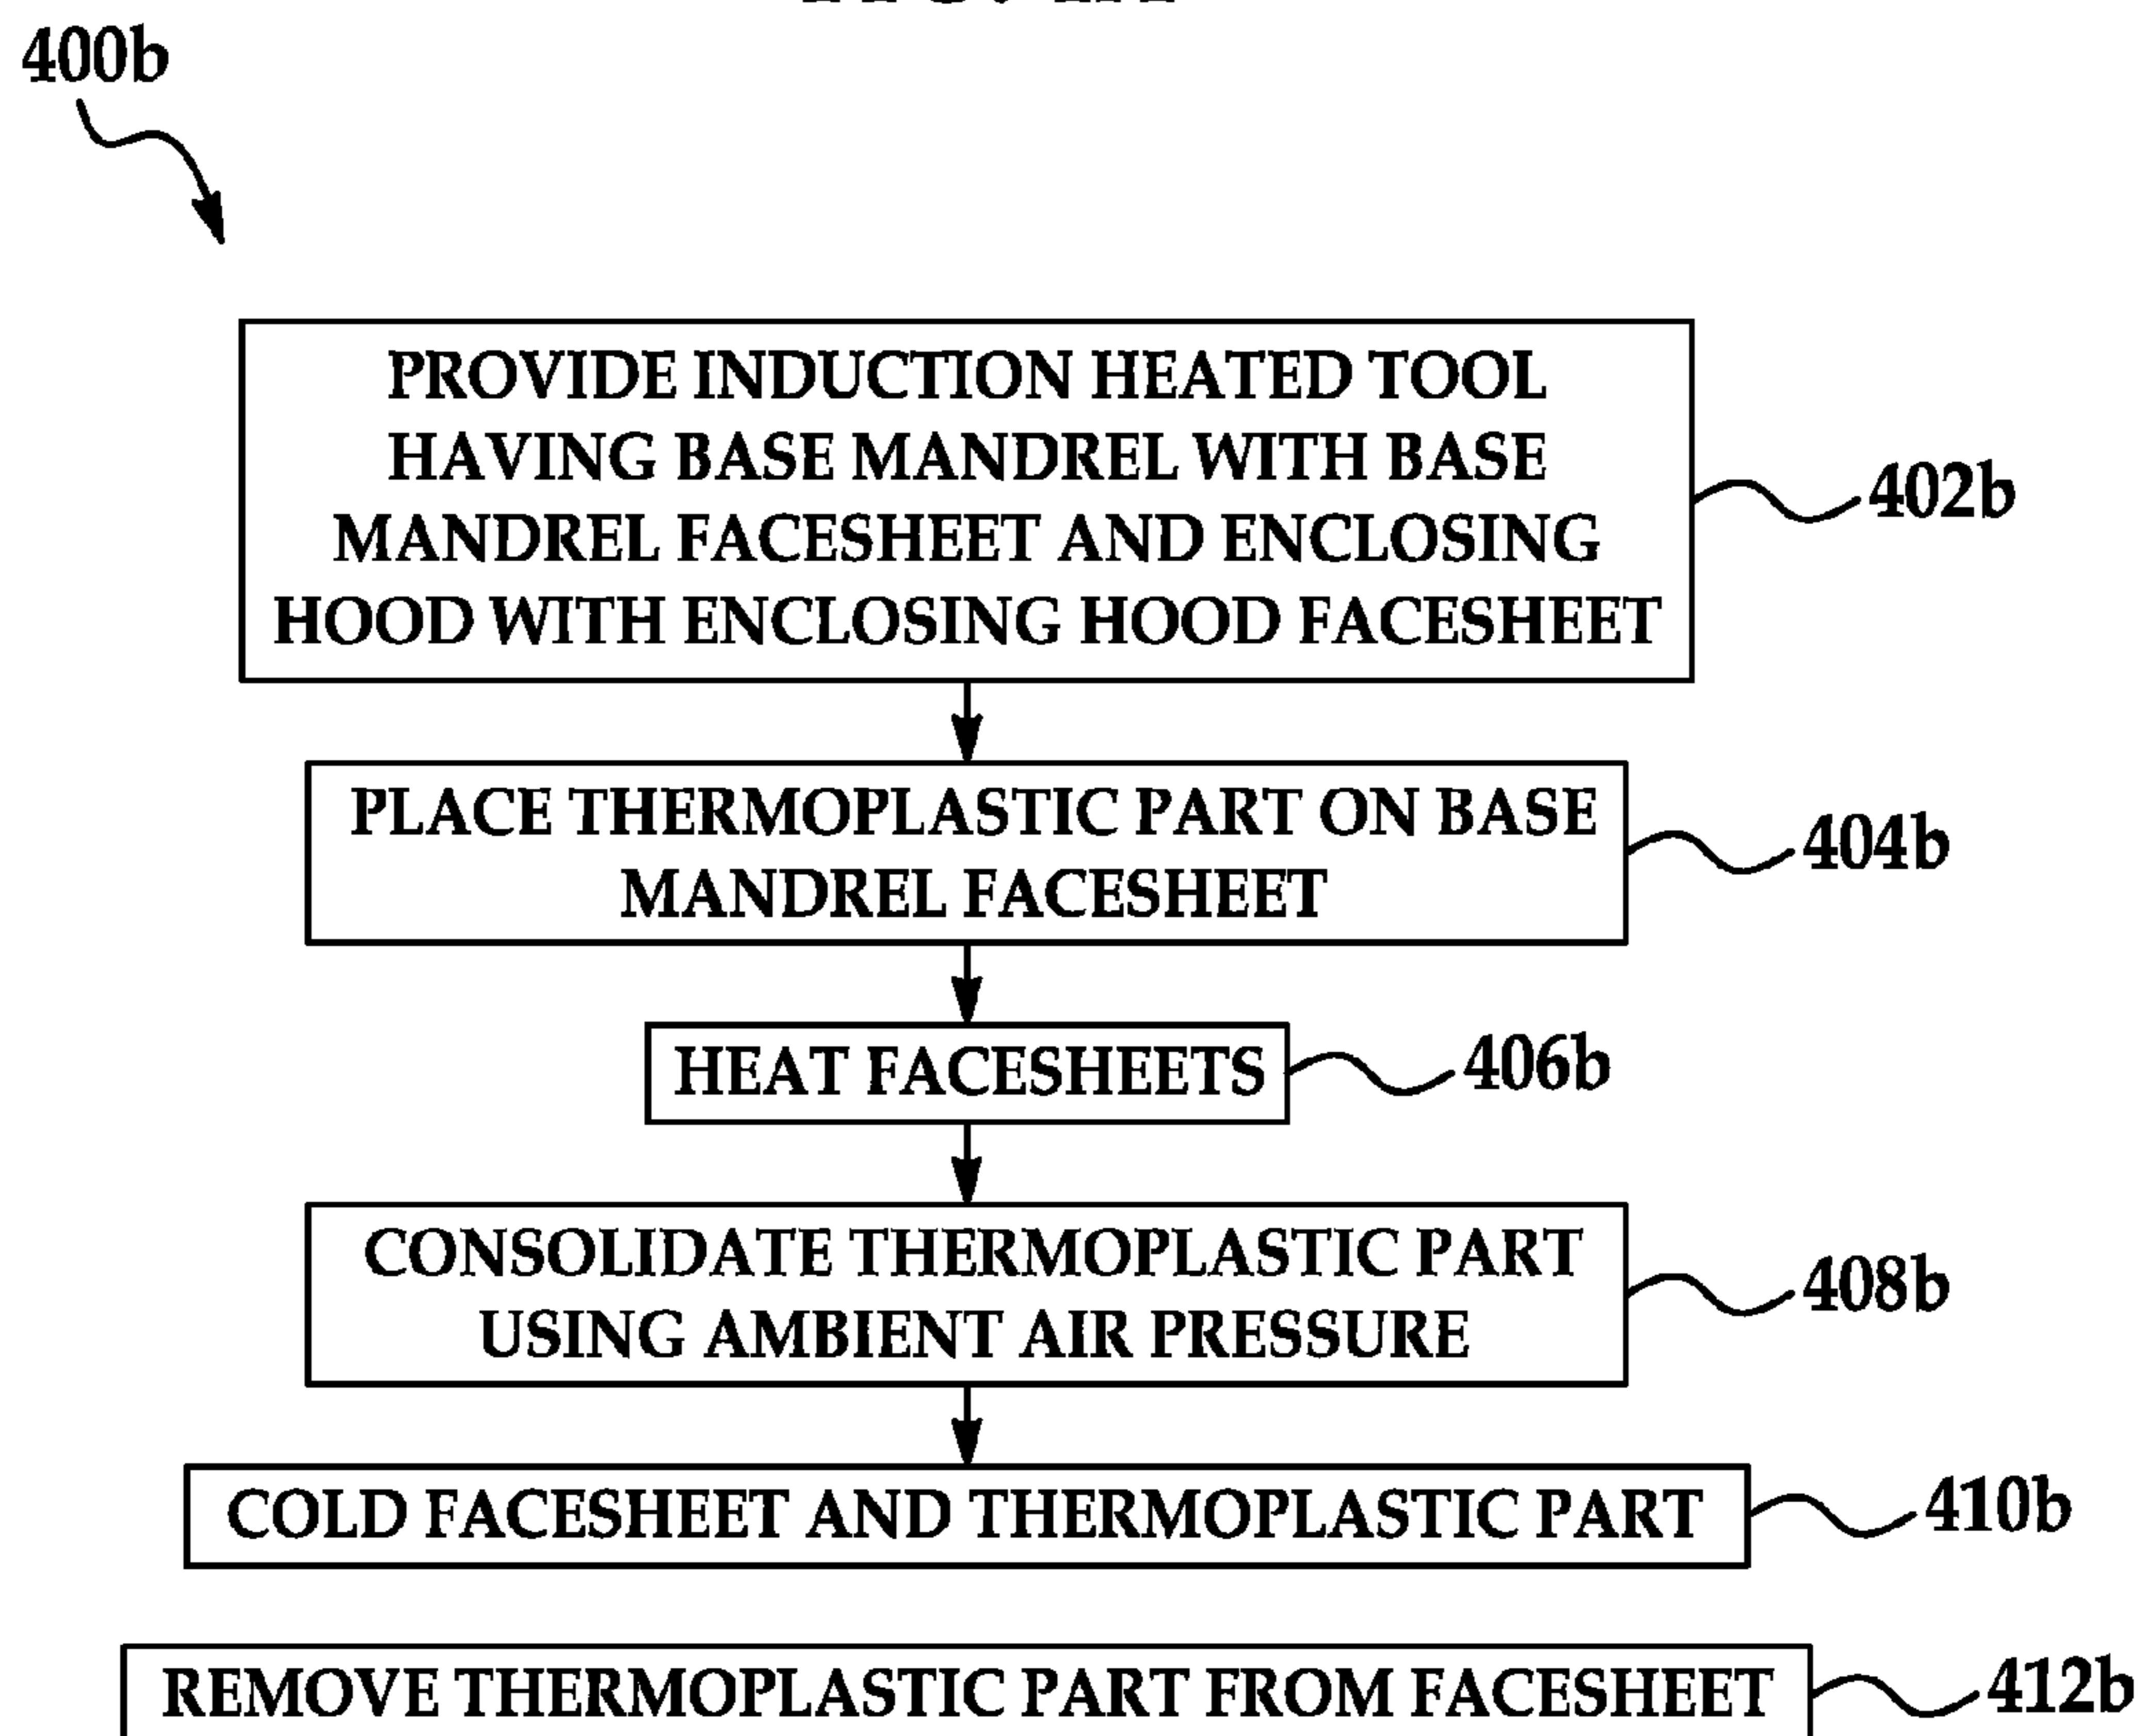 400b
PROVIDE INDUCTION HEATED TOOL
HAVING BASE MANDREL WITH BASE
MANDREL FACESHEET AND ENCLOSING
HOOD WITH ENCLOSING HOOD FACESHEET
402b
PLACE THERMOPLASTIC PART ON BASE
MANDREL FACESHEET
404b
HEAT FACESHEETS
406b
CONSOLIDATE THERMOPLASTIC PART
USING AMBIENT AIR PRESSURE
408b
COLD FACESHEET AND THERMOPLASTIC PART
410b
REMOVE THERMOPLASTIC PART FROM FACESHEET
412b